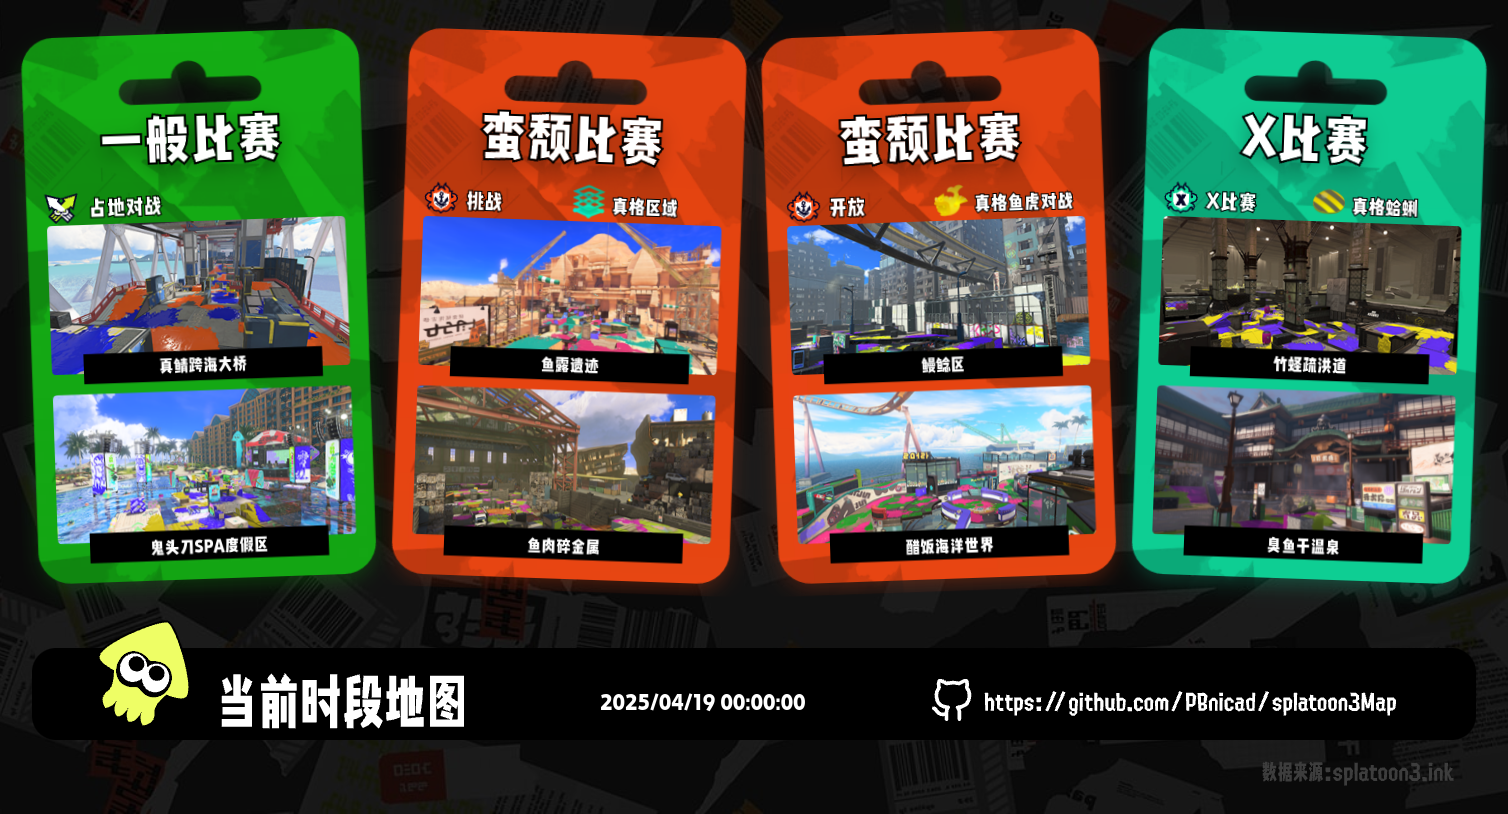 一般比赛
占地对战
真鲷跨海大桥
鬼头刀SPA度假区
蛮颓比赛
挑战
真格区域
鱼露遗迹
鱼肉碎金属
蛮颓比赛
开放
真格鱼虎对战
鳗鲶区
醋饭海洋世界
X比赛
X比赛
真格蛤蜊
竹蛏疏洪道
臭鱼干温泉
当前时段地图
2025/04/19 00:00:00
https://github.com/PBnicad/splatoon3Map
数据来源:splatoon3.ink